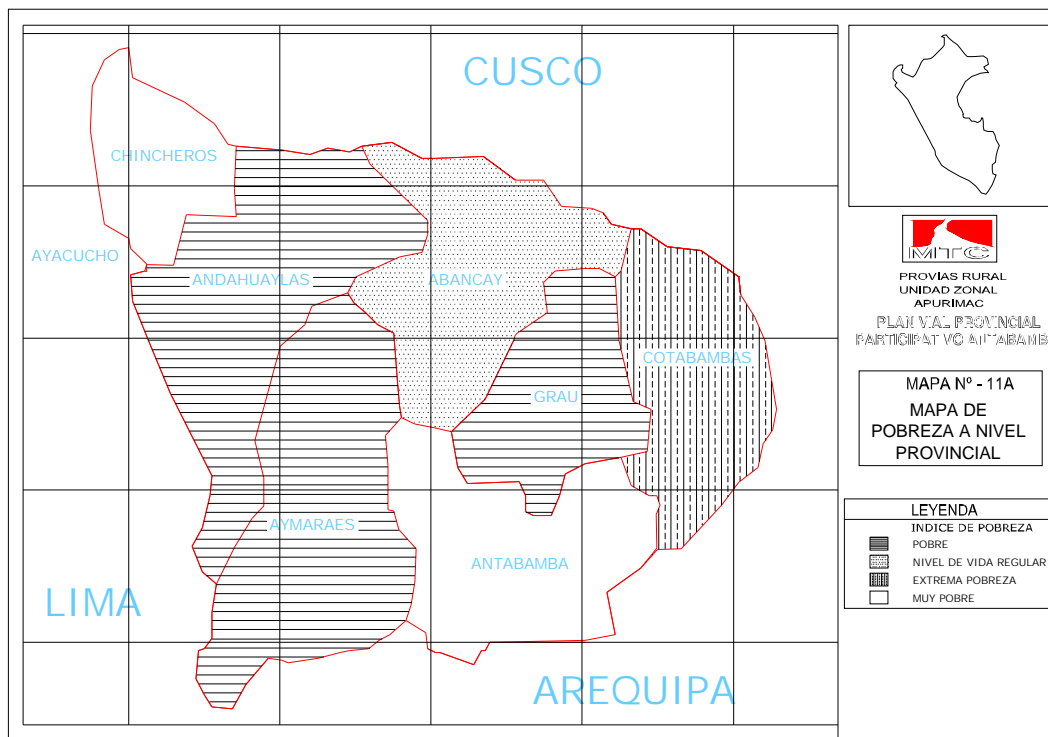 CUSCO
CHINCHEROS
AYACUCHO
ANDAHUAYLAS
ABANCAY
COTABAMBAS
GRAU
AYMARAES
ANTABAMBA
LIMA
AREQUIPA
MTC
PROVIAS RURAL
UNIDAD ZONAL
APURIMAC
PLAN VIAL PROVINCIAL
PARTICIPATIVO ANTABAMB
MAPA Nº - 11A
MAPA DE
POBREZA A NIVEL
PROVINCIAL
LEYENDA
INDICE DE POBREZA
POBRE
NIVEL DE VIDA REGULAR
EXTREMA POBREZA
MUY POBRE